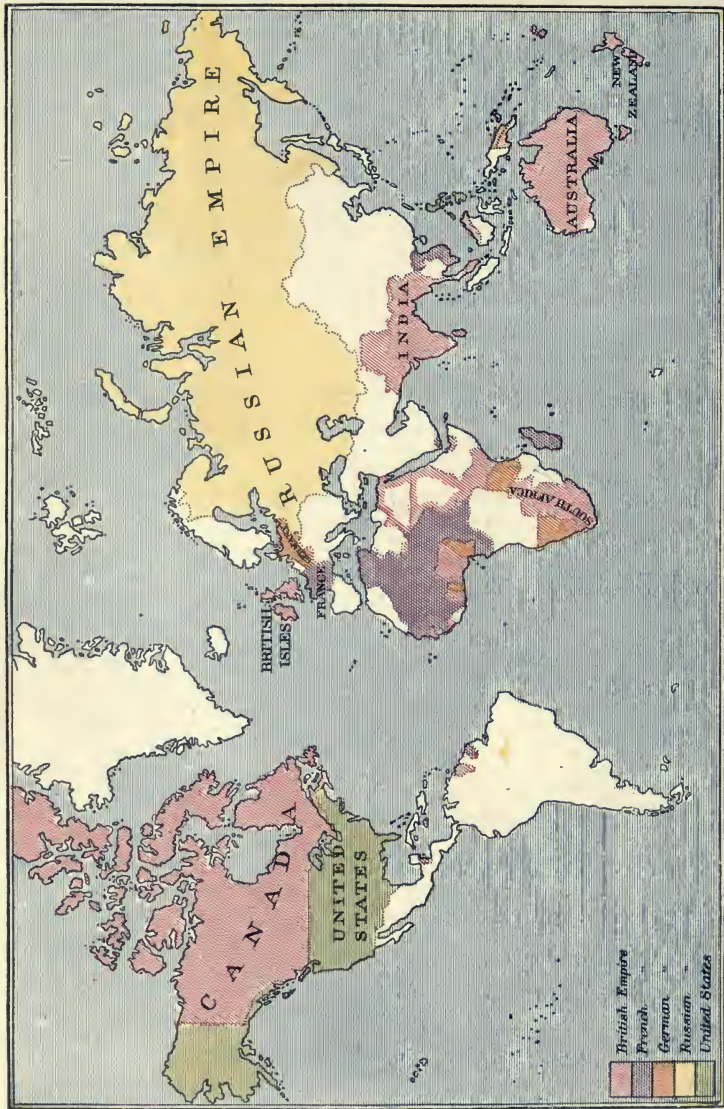 CANADA
UNITED
STATES
BRITISH
ISLES
FRANCE
RUSSIAN EMPIRE
INDIA
SOUTH AFRICA
AUSTRALIA
NEW
ZEALAND
British Empire
French "
German "
Russian "
United States